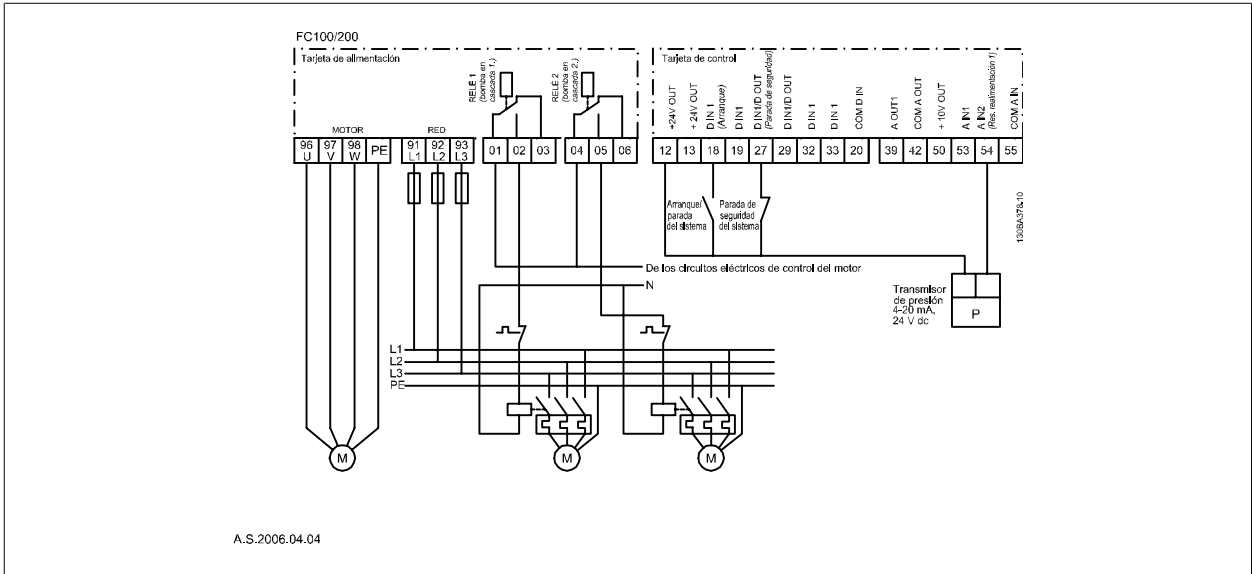 FC100/200
Tarjeta de alimentación
RELÉ 1
(bomba en
cascada 1.)
RELÉ 2
(bomba en
cascada 2.)
MOTOR
RED
96 97 98 PE 91 92 93 01 02 03 04 05 06
U V W L1 L2 L3
Tarjeta de control
+24V OUT
+ 24V OUT
D IN 1
(Arranque)
D IN1
D IN1/D OUT
(Parada de seguridad)
D IN1/D OUT
D IN 1
D IN 1
COM D IN
A OUT1
COM A OUT
+ 10V OUT
A IN1
A IN2
(Res. realimentación 1)
COM A IN
12 13 18 19 27 29 32 33 20 39 42 50 53 54 55
Arranque/
parada
del sistema
Parada de
seguridad
del sistema
130BA378.10
De los circuitos eléctricos de control del motor
N
Transmisor
de presión
4-20 mA,
24 V dc
P
L1
L2
L3
PE
M
M
M
A.S.2006.04.04